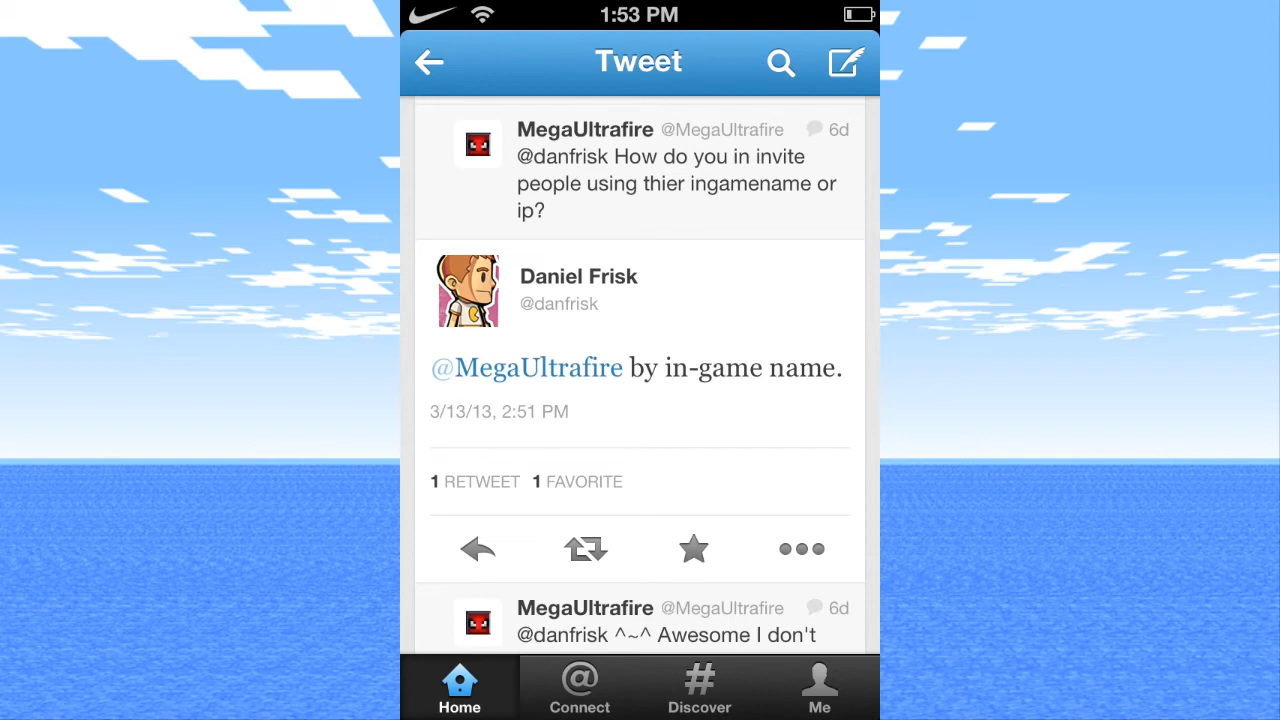 1:53 PM
Tweet
MegaUltrafire @MegaUltrafire 6d
@danfrisk How do you in invite
people using thier ingamename or
ip?
Daniel Frisk
@danfrisk
@MegaUltrafire by in-game name.
3/13/13, 2:51 PM
1 RETWEET 1 FAVORITE
MegaUltrafire @MegaUltrafire 6d
@danfrisk ^~^ Awesome I don't
Home @ Connect # Discover Me